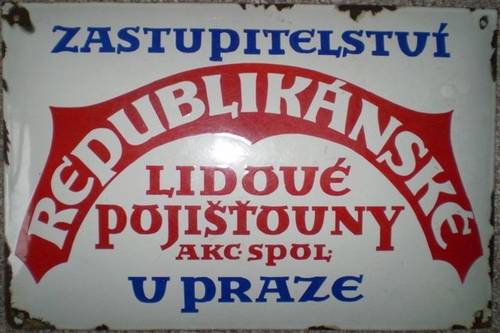 ZASTUPITELSTVÍ
REPUBLIKÁNSKÉ
LIDOVÉ
POJIŠŤOVNY
AKC. SPOL.
V PRAZE